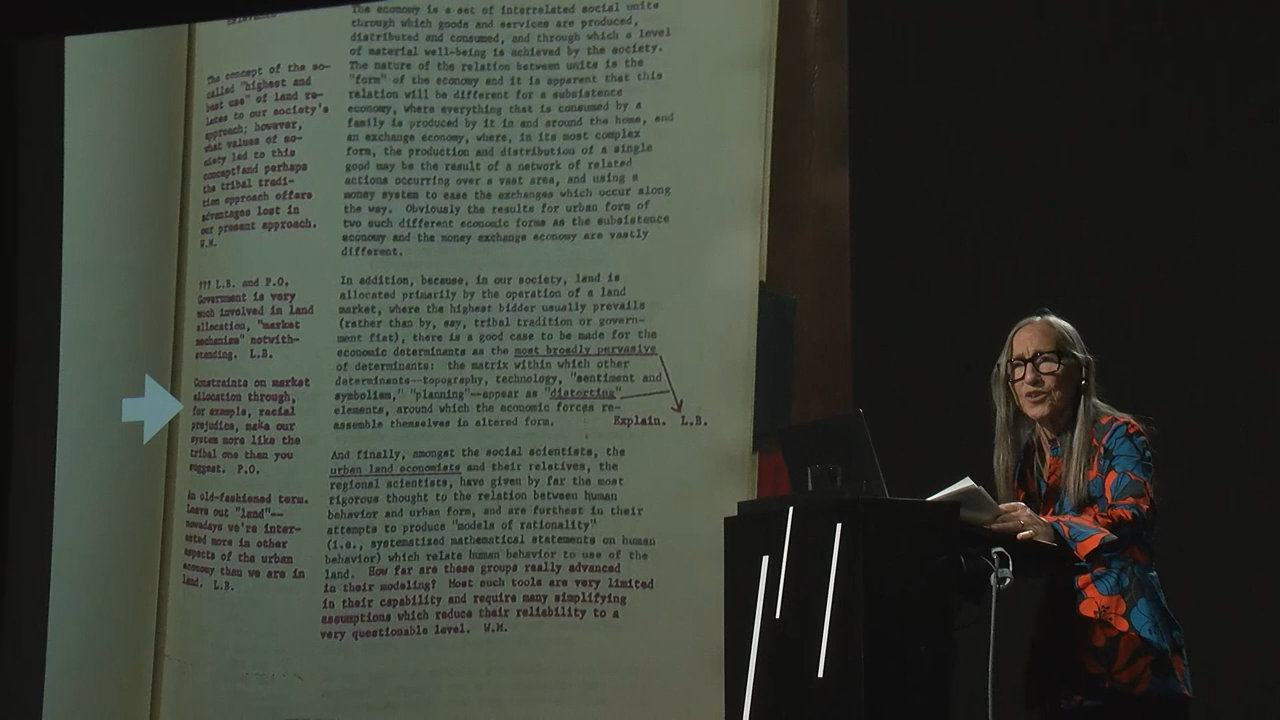 The concept of the so-
called "highest and
best use" of land re-
lates to our society's
approach; however,
what values of so-
ciety led to this
concept?and perhaps
the tribal tradi-
tion approach offers
advantages lost in
our present approach.
W.M.
??? L.B. and P.O.
Government is very
much involved in land
allocation, "market
mechanism" notwith-
standing. L.B.
Constraints on market
allocation through,
for example, racial
prejudice, make our
system more like the
tribal one than you
suggest. P.O.
An old-fashioned term.
Leave out "land"—
nowadays we're inter-
ested more in other
aspects of the urban
economy than we are in
land. L.B.
The economy is a set of interrelated social units
through which goods and services are produced,
distributed and consumed, and through which a level
of material well-being is achieved by the society.
The nature of the relation between units is the
"form" of the economy and it is apparent that this
relation will be different for a subsistence
economy, where everything that is consumed by a
family is produced by it in and around the home, and
an exchange economy, where, in its most complex
form, the production and distribution of a single
good may be the result of a network of related
actions occurring over a vast area, and using a
money system to ease the exchanges which occur along
the way. Obviously the results for urban form of
two such different economic forms as the subsistence
economy and the money exchange economy are vastly
different.
In addition, because, in our society, land is
allocated primarily by the operation of a land
market, where the highest bidder usually prevails
(rather than by, say, tribal tradition or govern-
ment fiat), there is a good case to be made for the
economic determinants as the most broadly pervasive
of determinants: the matrix within which other
determinants--topography, technology, "sentiment and
symbolism," "planning"--appear as "distorting"
elements, around which the economic forces re-
assemble themselves in altered form.
Explain. L.B.
And finally, amongst the social scientists, the
urban land economists and their relatives, the
regional scientists, have given by far the most
rigorous thought to the relation between human
behavior and urban form, and are furthest in their
attempts to produce "models of rationality"
(i.e., systematized mathematical statements on human
behavior) which relate human behavior to use of the
land. How far are these groups really advanced
in their modeling? Most such tools are very limited
in their capability and require many simplifying
assumptions which reduce their reliability to a
very questionable level. W.M.